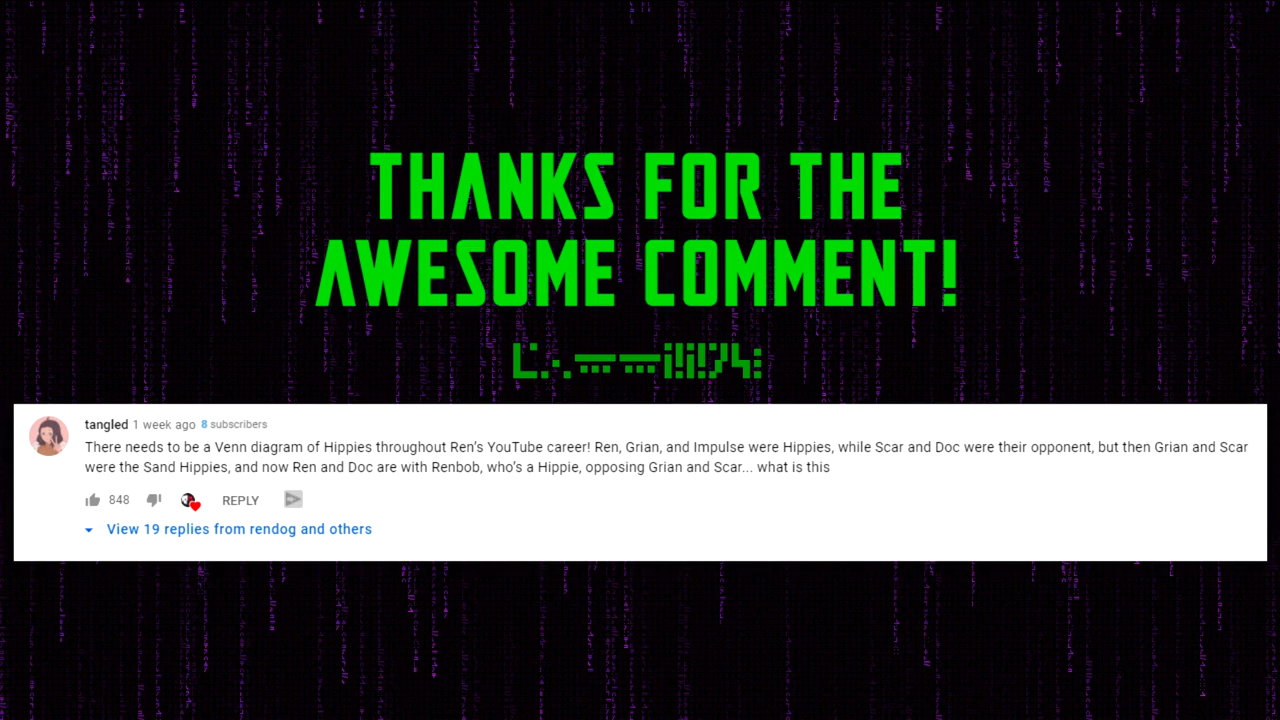 THANKS FOR THE
AWESOME COMMENT!
tangled 1 week ago 8 subscribers
There needs to be a Venn diagram of Hippies throughout Ren's YouTube career! Ren, Grian, and Impulse were Hippies, while Scar and Doc were their opponent, but then Grian and Scar
were the Sand Hippies, and now Ren and Doc are with Renbob, who's a Hippie, opposing Grian and Scar... what is this
848 REPLY
View 19 replies from rendog and others